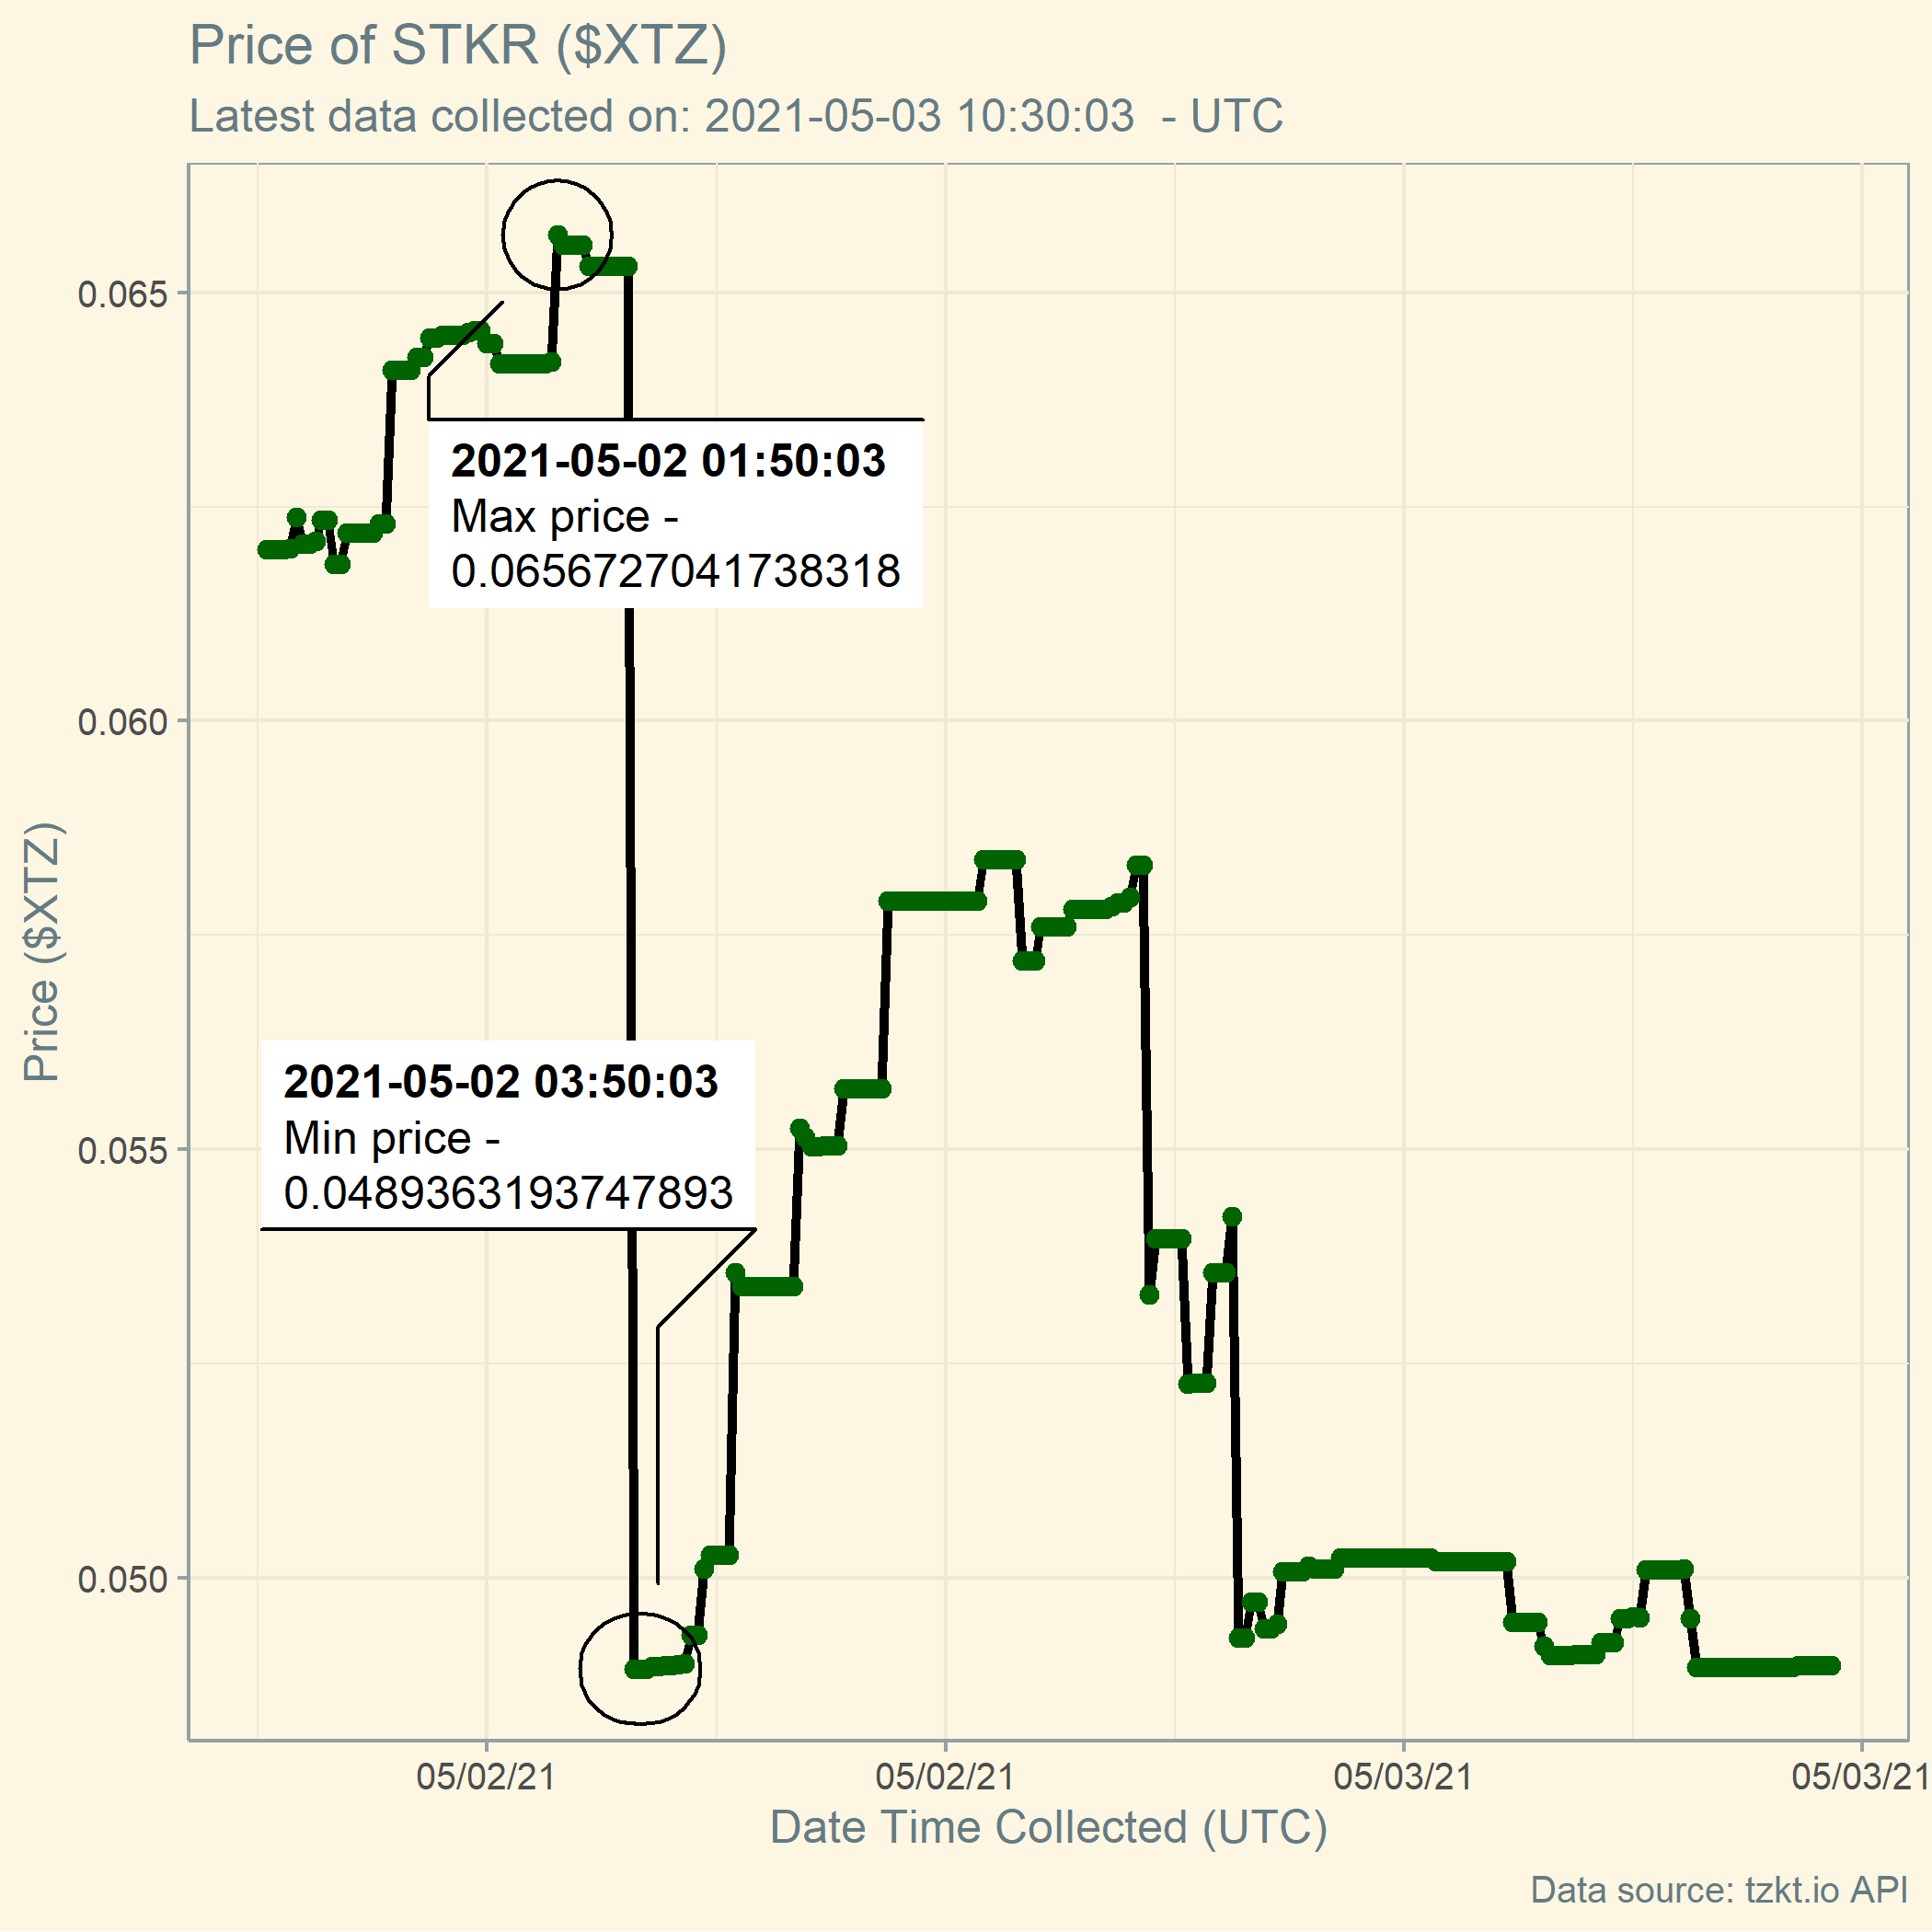 Price of STKR ($XTZ)
Latest data collected on: 2021-05-03 10:30:03  - UTC
0.065
2021-05-02 01:50:03
Max price -
0.0656727041738318
0.060
Price ($XTZ)
2021-05-02 03:50:03
Min price -
0.0489363193747893
0.055
0.050
05/02/21
05/02/21
05/03/21
05/03/21
Date Time Collected (UTC)
Data source: tzkt.io API